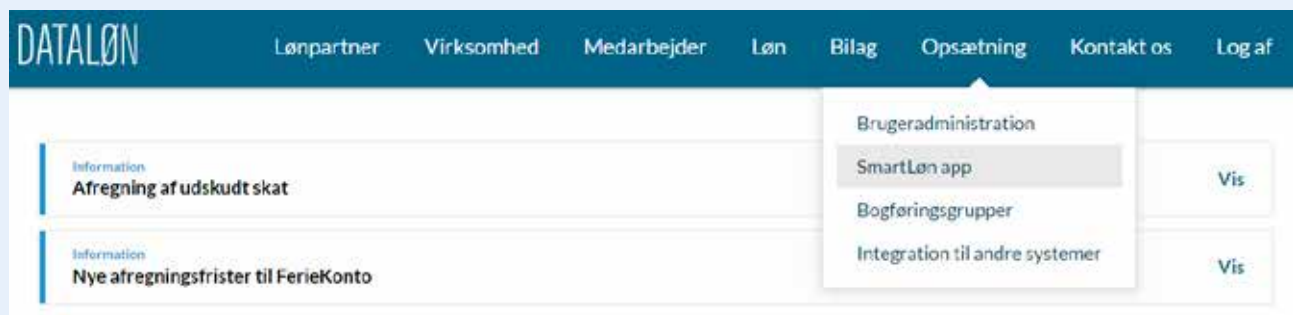 DATALØN Lønpartner Virksomhed Medarbejder Løn Bilag Opsætning Kontakt os Log af
Brugeradministration
SmartLøn app
Bogføringsgrupper
Integration til andre systemer
Information
Afregning af udskudt skat
Vis
Information
Nye afregningsfrister til FerieKonto
Vis